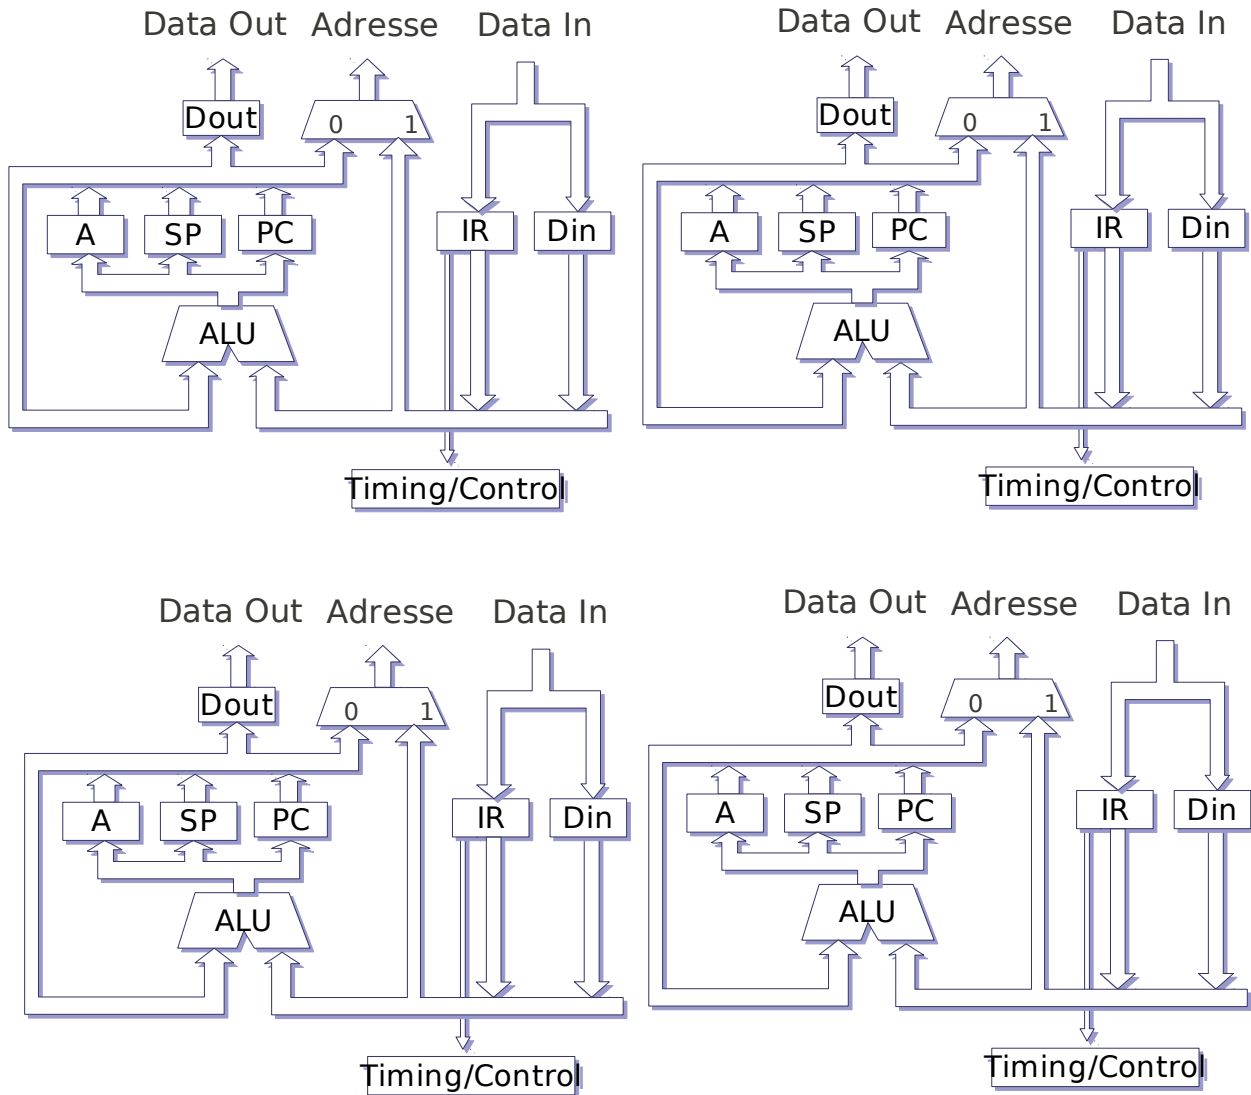 Data Out Adresse Data In
Dout
0 1
A SP PC IR Din
ALU
Timing/Control
Data Out Adresse Data In
Dout
0 1
A SP PC IR Din
ALU
Timing/Control
Data Out Adresse Data In
Dout
0 1
A SP PC IR Din
ALU
Timing/Control
Data Out Adresse Data In
Dout
0 1
A SP PC IR Din
ALU
Timing/Control